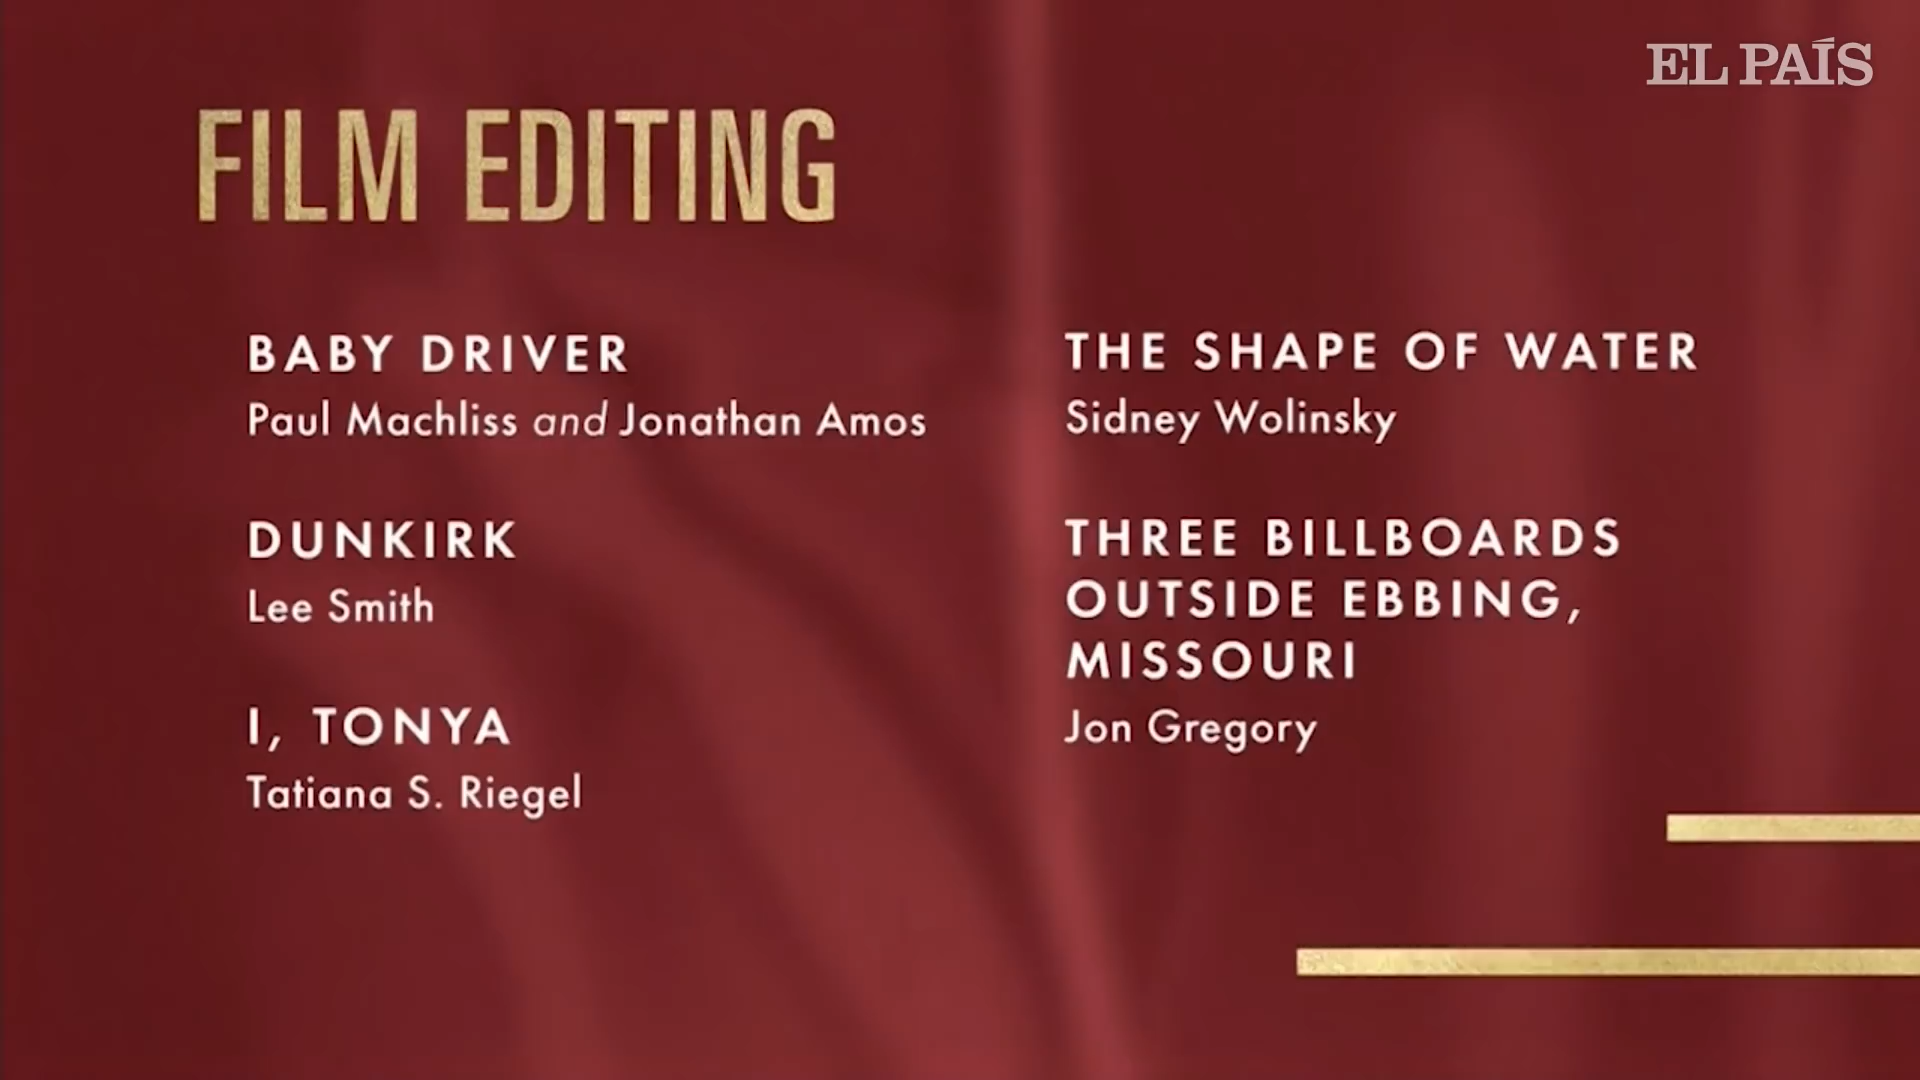 EL PAÍS
FILM EDITING
BABY DRIVER
Paul Machliss and Jonathan Amos
DUNKIRK
Lee Smith
I, TONYA
Tatiana S. Riegel
THE SHAPE OF WATER
Sidney Wolinsky
THREE BILLBOARDS
OUTSIDE EBBING,
MISSOURI
Jon Gregory